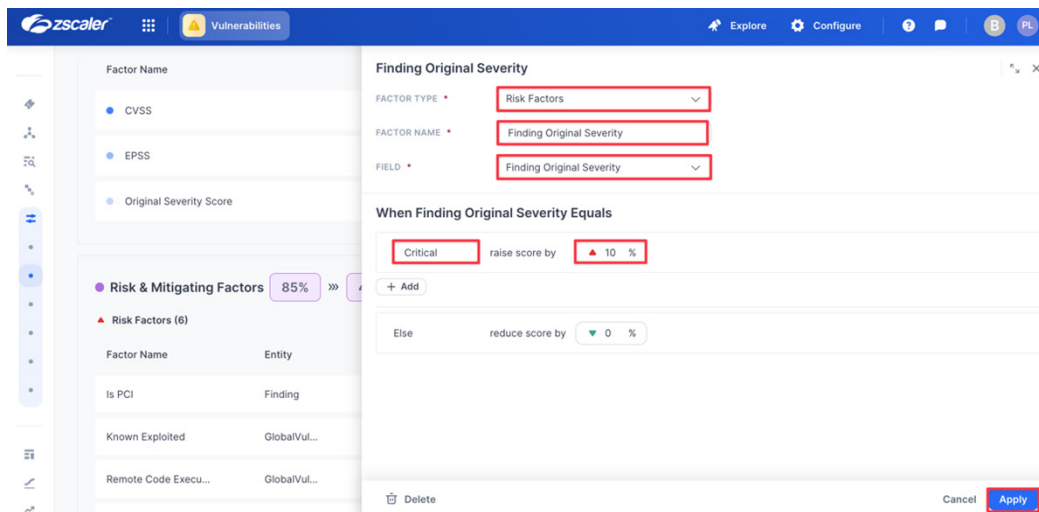 zscaler
Vulnerabilities
Explore
Configure
?
B
PL
Factor Name
CVSS
EPSS
Original Severity Score
Risk & Mitigating Factors 85%
Risk Factors (6)
Factor Name Entity
Is PCI Finding
Known Exploited GlobalVul...
Remote Code Execu... GlobalVul...
Finding Original Severity
FACTOR TYPE * Risk Factors
FACTOR NAME * Finding Original Severity
FIELD * Finding Original Severity
When Finding Original Severity Equals
Critical raise score by 10 %
+ Add
Else reduce score by 0 %
Delete
Cancel
Apply